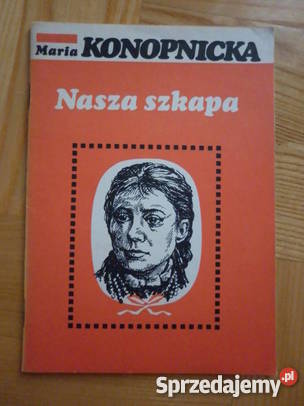 Maria KONOPNICKA
Nasza szkapa
Sprzedajemy
.pl